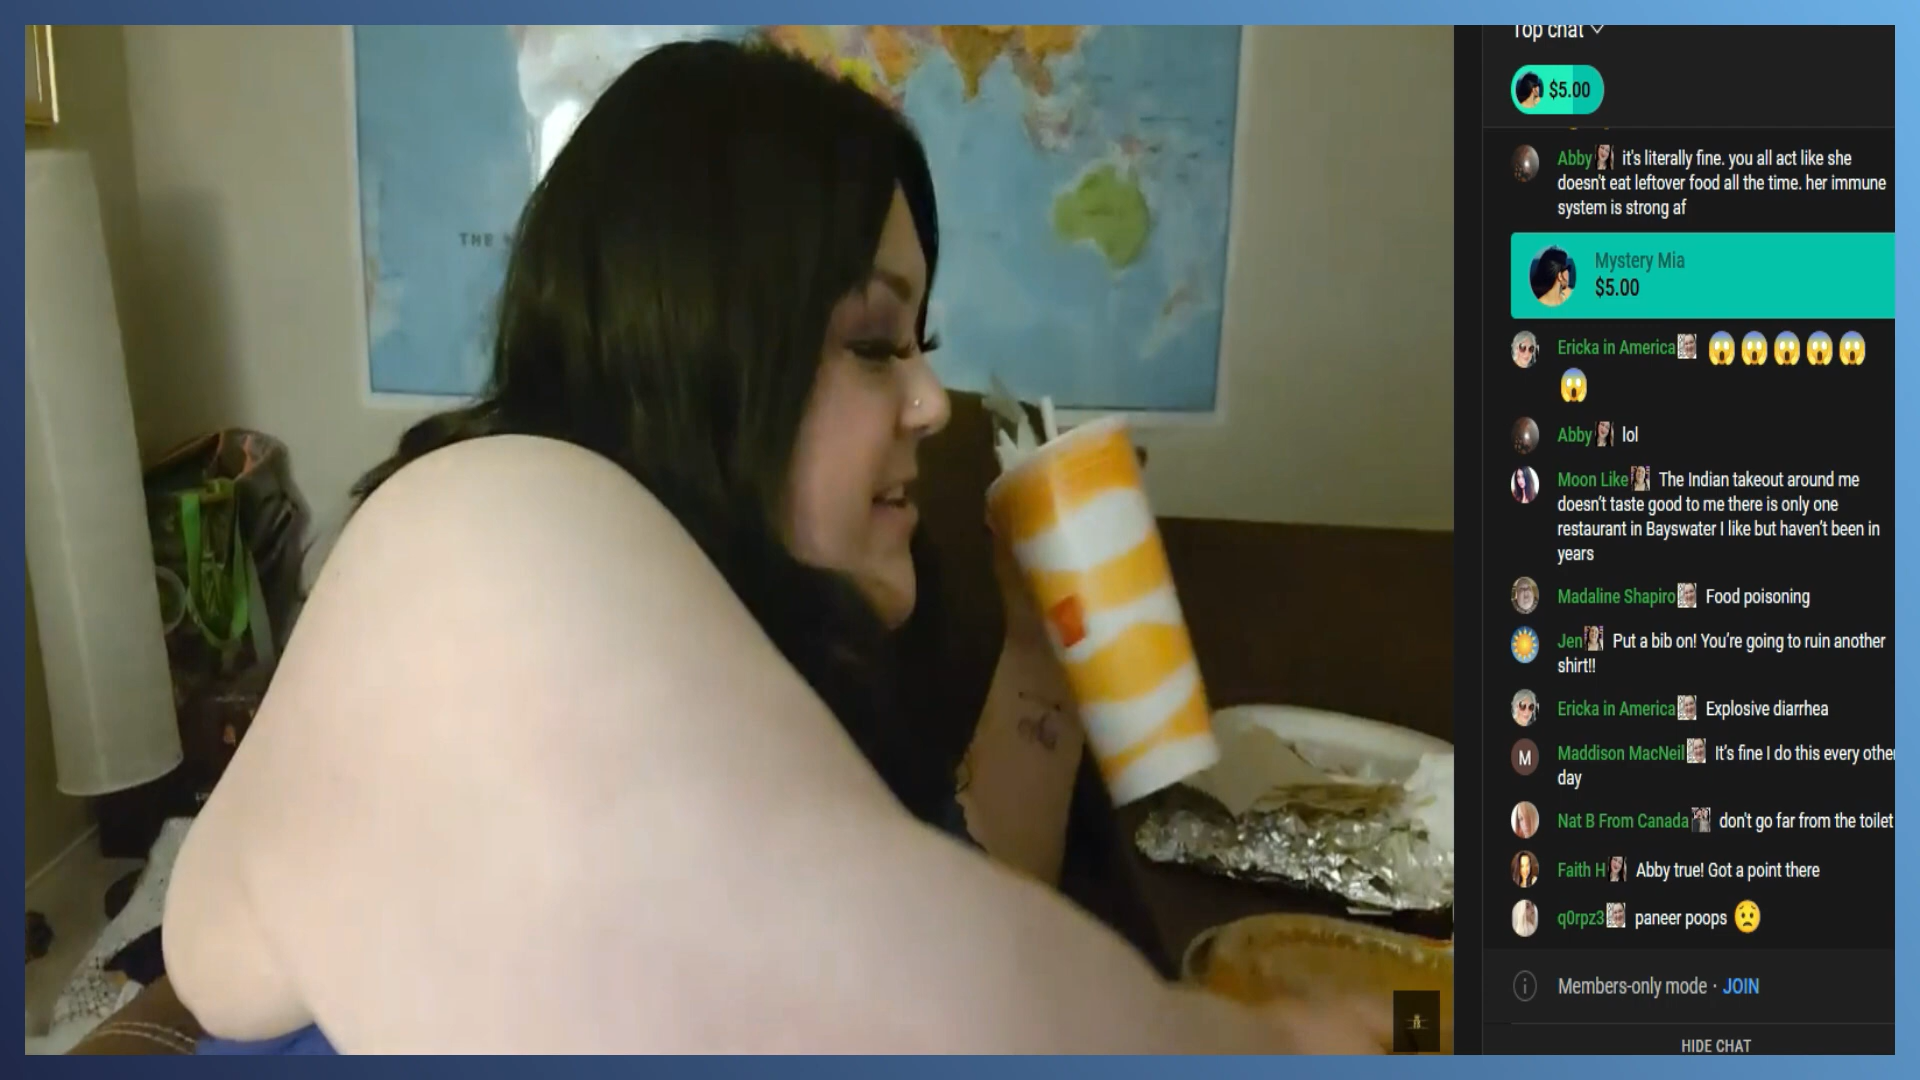 THE
Top chat
$5.00
Abby it's literally fine. you all act like she
doesn't eat leftover food all the time. her immune
system is strong af
Mystery Mia
$5.00
Ericka in America 😱😱😱😱😱
😱
Abby lol
Moon Like The Indian takeout around me
doesn't taste good to me there is only one
restaurant in Bayswater I like but haven't been in
years
Madaline Shapiro Food poisoning
Jen Put a bib on! You're going to ruin another
shirt!!
Ericka in America Explosive diarrhea
M
Maddison MacNeil It's fine I do this every other
day
Nat B From Canada don't go far from the toilet
Faith H Abby true! Got a point there
q0rpz3 paneer poops 😟
Members-only mode · JOIN
HIDE CHAT